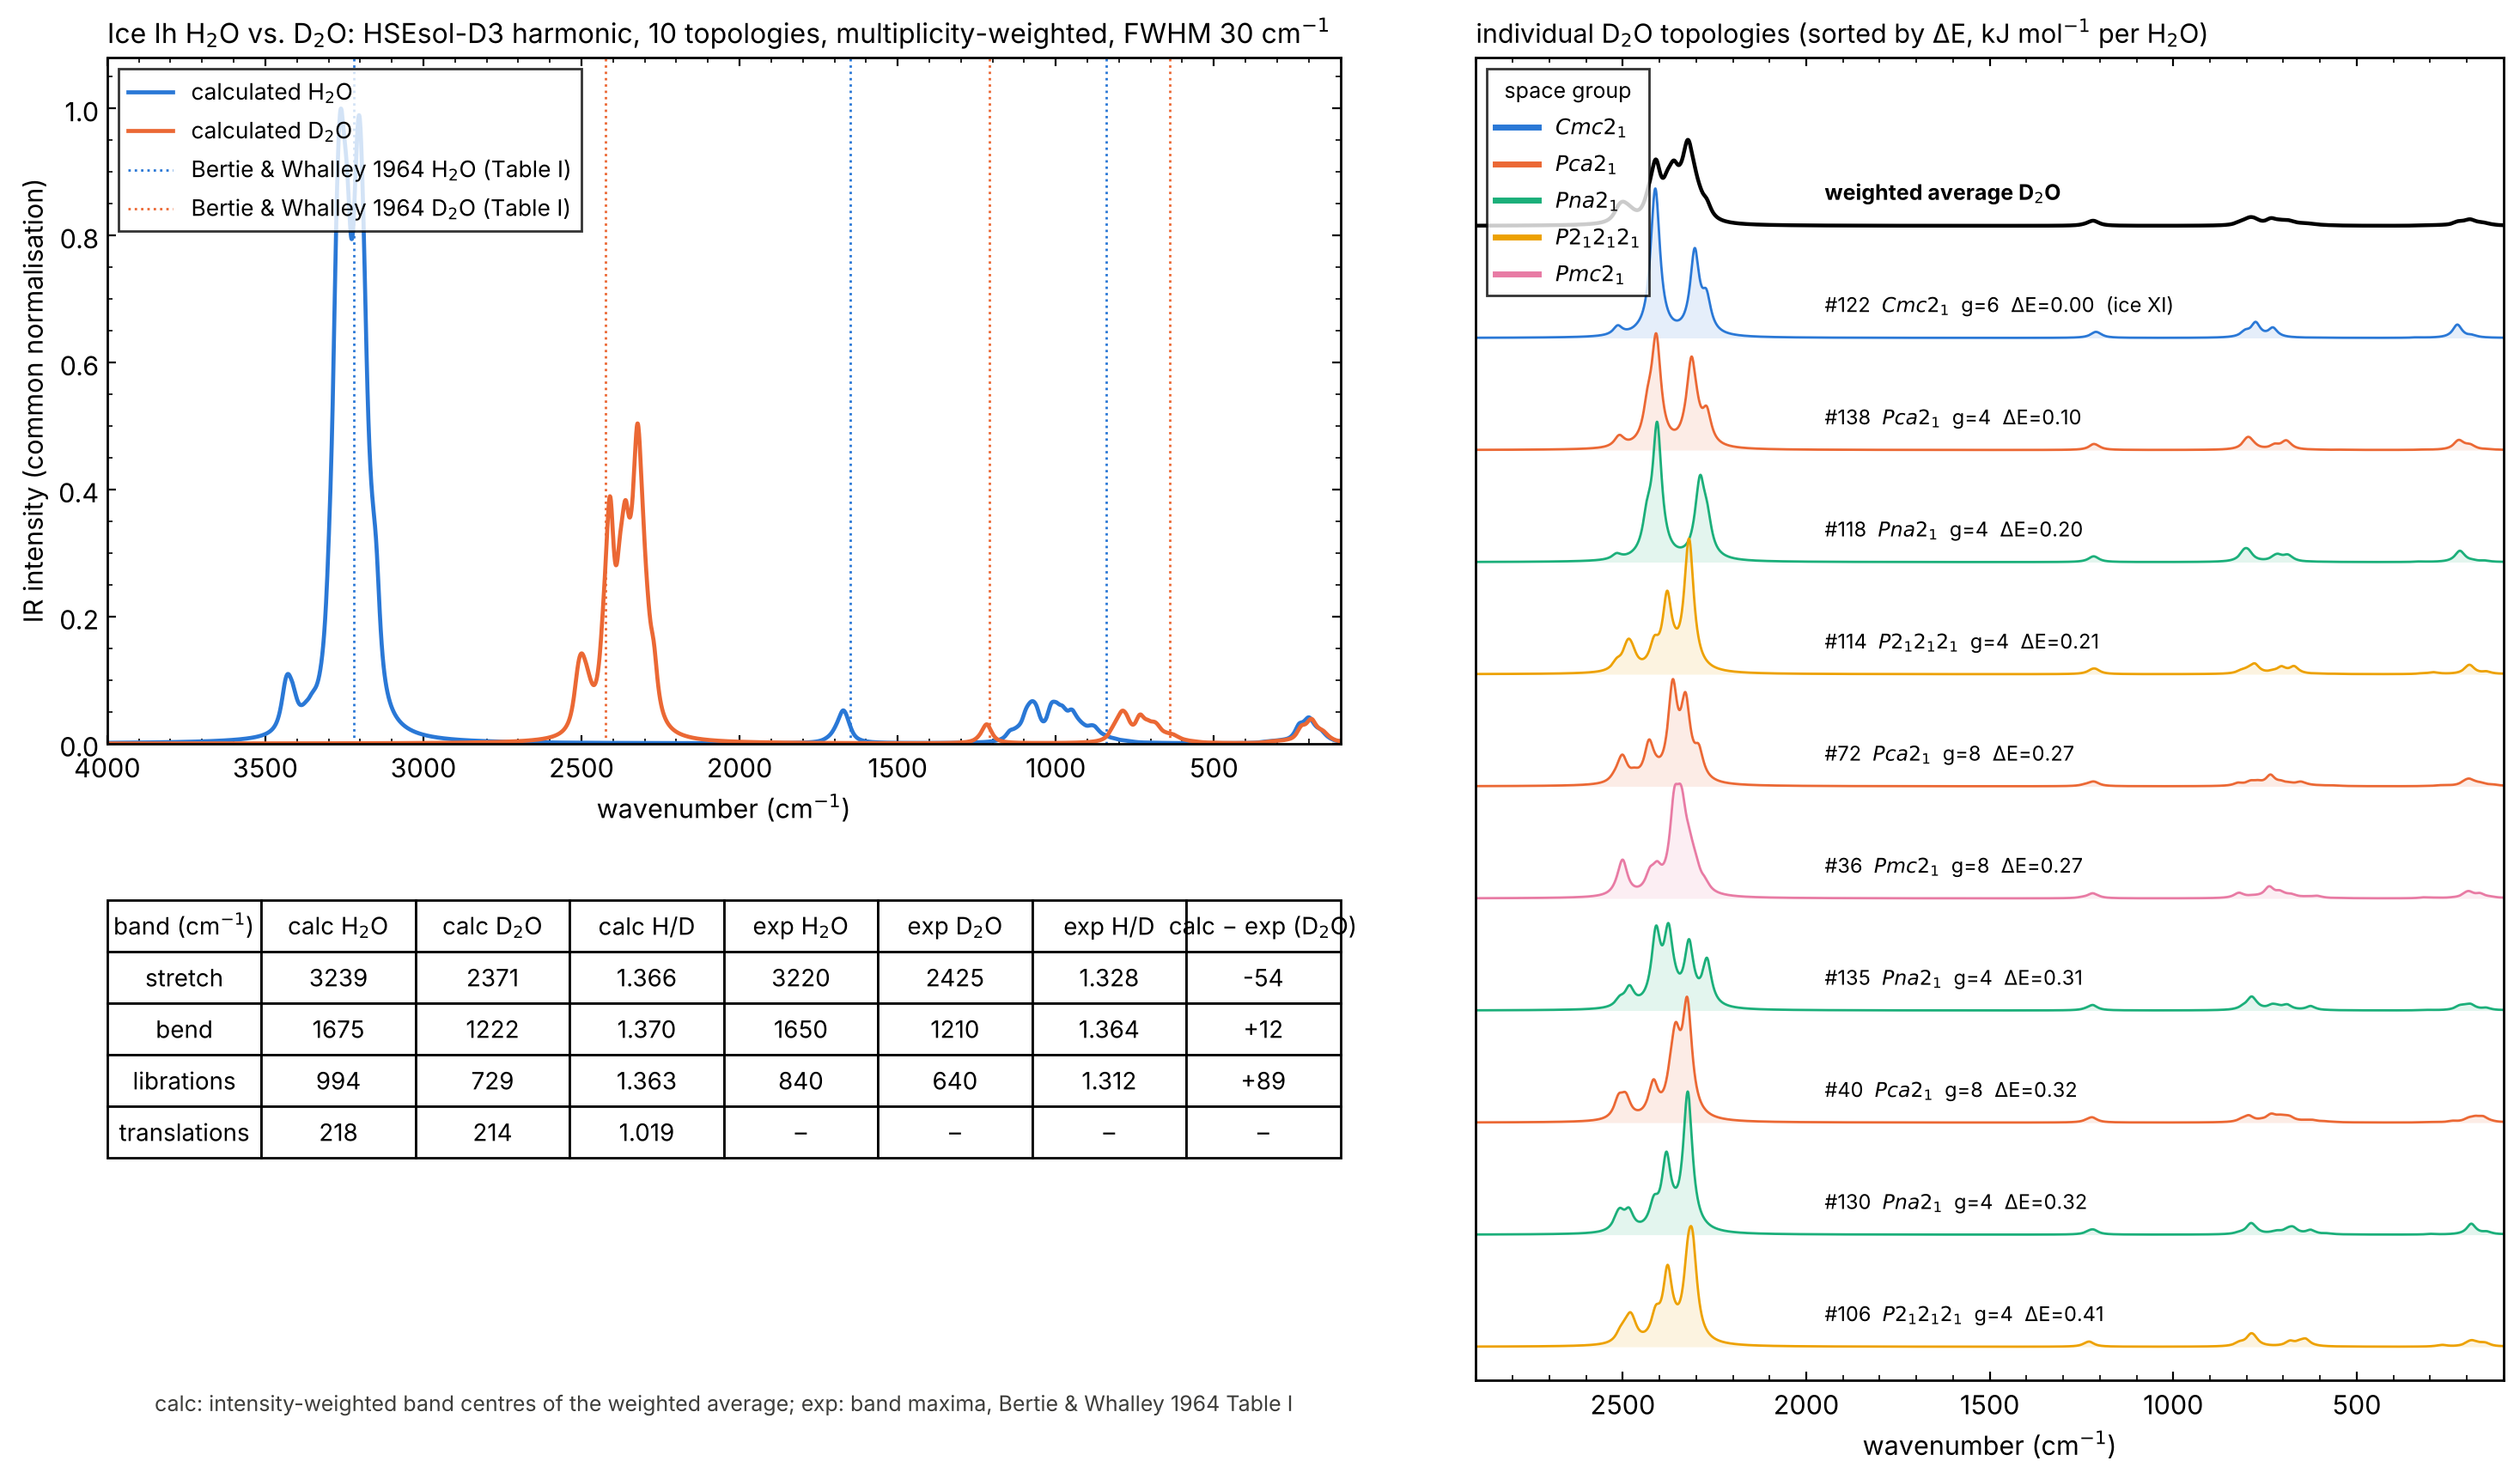 Ice Ih H₂O vs. D₂O: HSEsol-D3 harmonic, 10 topologies, multiplicity-weighted, FWHM 30 cm⁻¹
calculated H₂O
calculated D₂O
Bertie & Whalley 1964 H₂O (Table I)
Bertie & Whalley 1964 D₂O (Table I)
IR intensity (common normalisation)
1.0
0.8
0.6
0.4
0.2
0.0
4000 3500 3000 2500 2000 1500 1000 500
wavenumber (cm⁻¹)
band (cm⁻¹) calc H₂O calc D₂O calc H/D exp H₂O exp D₂O exp H/D calc − exp (D₂O)
stretch 3239 2371 1.366 3220 2425 1.328 -54
bend 1675 1222 1.370 1650 1210 1.364 +12
librations 994 729 1.363 840 640 1.312 +89
translations 218 214 1.019 – – – –
calc: intensity-weighted band centres of the weighted average; exp: band maxima, Bertie & Whalley 1964 Table I
individual D₂O topologies (sorted by ΔE, kJ mol⁻¹ per H₂O)
space group
Cmc2₁
Pca2₁
Pna2₁
P2₁2₁2₁
Pmc2₁
weighted average D₂O
#122 Cmc2₁ g=6 ΔE=0.00 (ice XI)
#138 Pca2₁ g=4 ΔE=0.10
#118 Pna2₁ g=4 ΔE=0.20
#114 P2₁2₁2₁ g=4 ΔE=0.21
#72 Pca2₁ g=8 ΔE=0.27
#36 Pmc2₁ g=8 ΔE=0.27
#135 Pna2₁ g=4 ΔE=0.31
#40 Pca2₁ g=8 ΔE=0.32
#130 Pna2₁ g=4 ΔE=0.32
#106 P2₁2₁2₁ g=4 ΔE=0.41
2500 2000 1500 1000 500
wavenumber (cm⁻¹)